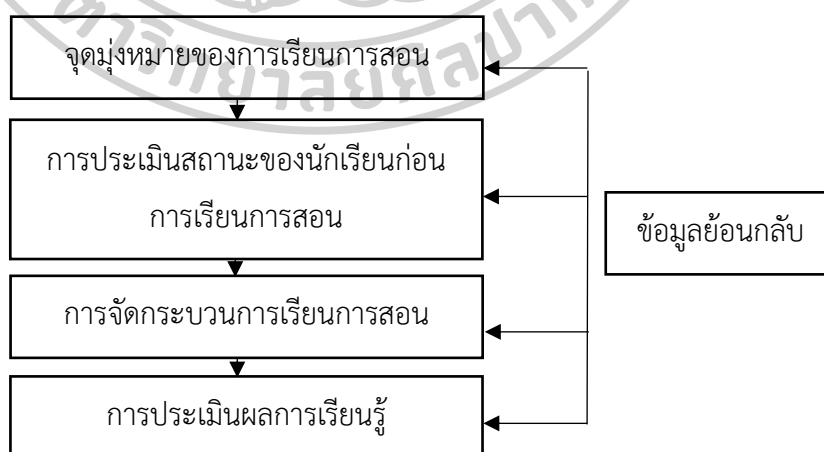 จุดมุ่งหมายของการเรียนการสอน
การประเมินสถานะของนักเรียนก่อน
การเรียนการสอน
ข้อมูลย้อนกลับ
การจัดกระบวนการเรียนการสอน
การประเมินผลการเรียนรู้